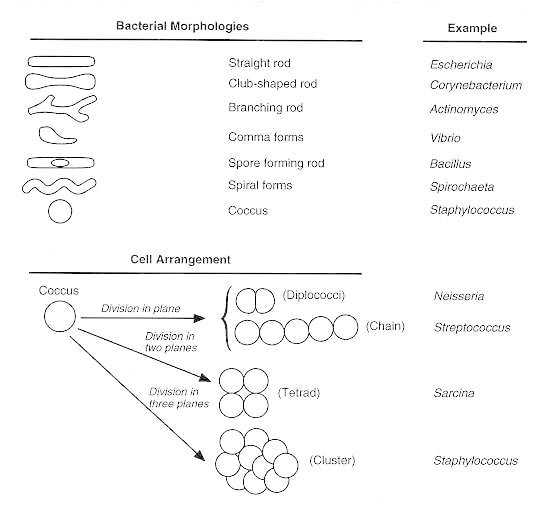 Bacterial Morphologies Example
Straight rod Escherichia
Club-shaped rod Corynebacterium
Branching rod Actinomyces
Comma forms Vibrio
Spore forming rod Bacillus
Spiral forms Spirochaeta
Coccus Staphylococcus
Cell Arrangement
Coccus
Division in plane
(Diplococci) Neisseria
(Chain) Streptococcus
Division in
two planes
(Tetrad) Sarcina
Division in
three planes
(Cluster) Staphylococcus